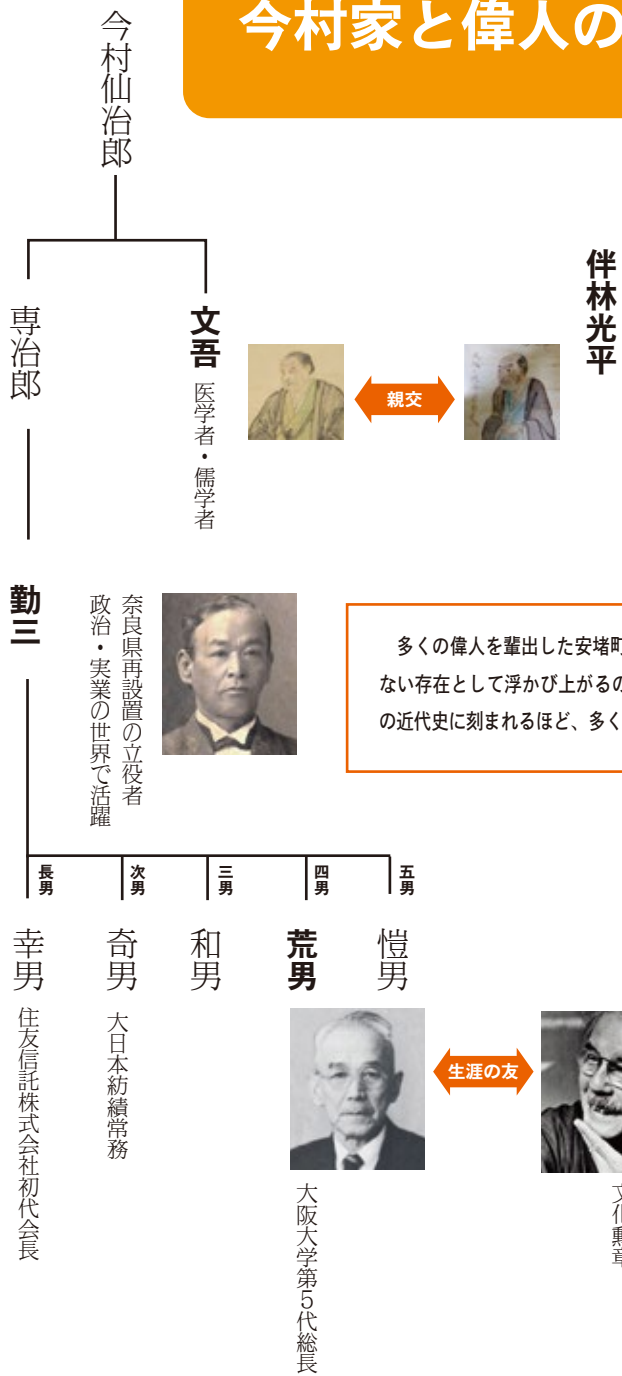 今村家と偉人の
今村仙治郎
伴林光平
文吾
医学者・儒学者
親交
専治郎
勤三
奈良県再設置の立役者
政治・実業の世界で活躍
多くの偉人を輩出した安堵町
ない存在として浮かび上がるの
の近代史に刻まれるほど、多く
長男
幸男
住友信託株式会社初代会長
次男
奇男
大日本紡績常務
三男
和男
四男
荒男
大阪大学第5代総長
五男
愷男
生涯の友
文化勲章